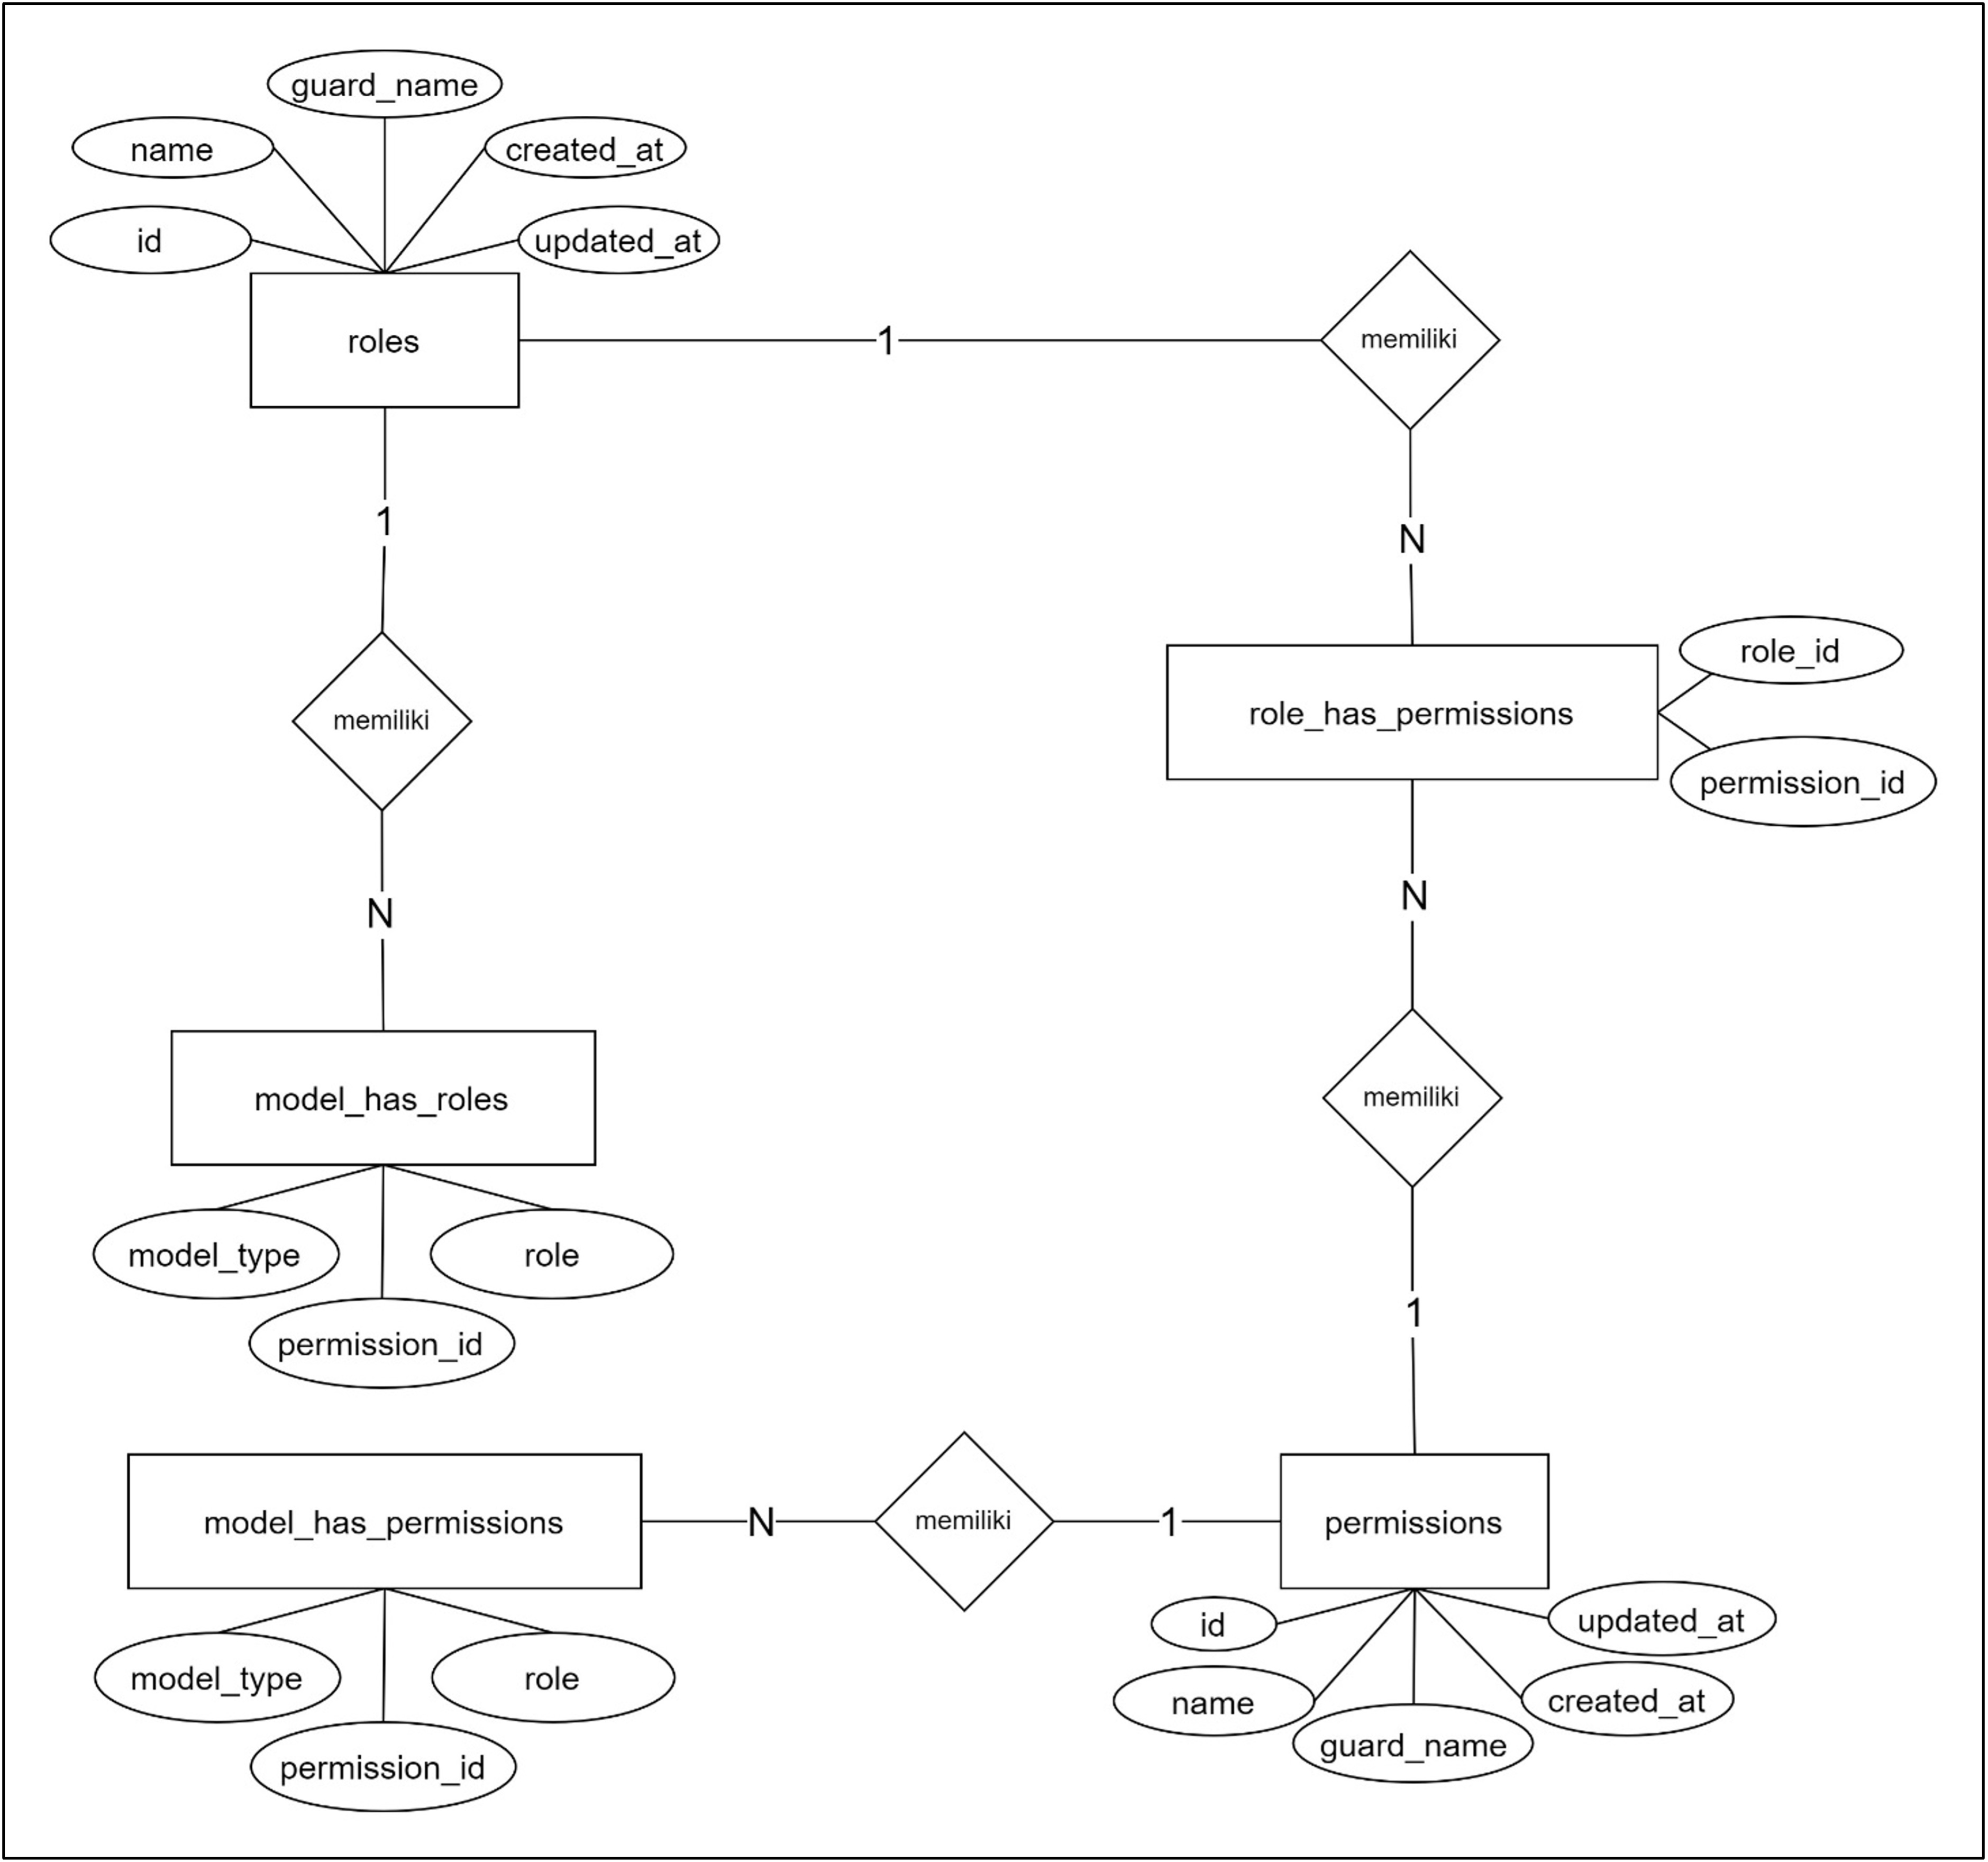 guard_name
name
created_at
id
updated_at
roles
1
memiliki
1
N
role_id
memiliki
role_has_permissions
permission_id
N
N
model_has_roles
memiliki
model_type
role
permission_id
1
model_has_permissions
N
memiliki
1
permissions
id
updated_at
model_type
role
name
created_at
guard_name
permission_id